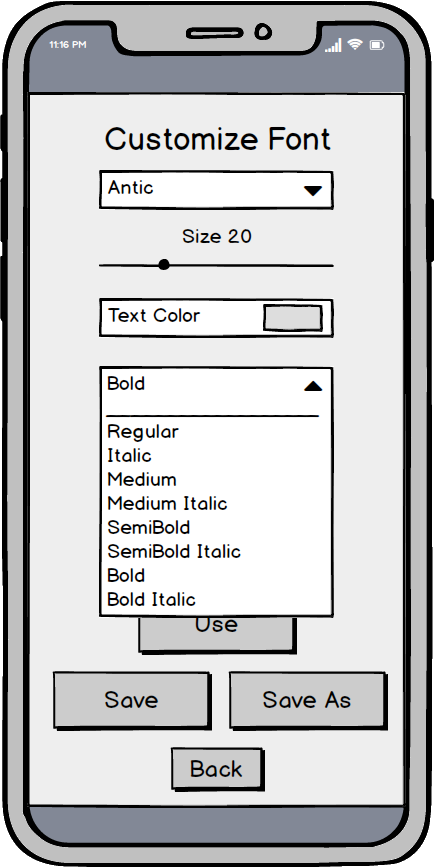 11:16 PM
Customize Font
Antic
Size 20
Text Color
Bold
Regular
Italic
Medium
Medium Italic
SemiBold
SemiBold Italic
Bold
Bold Italic
Use
Save
Save As
Back